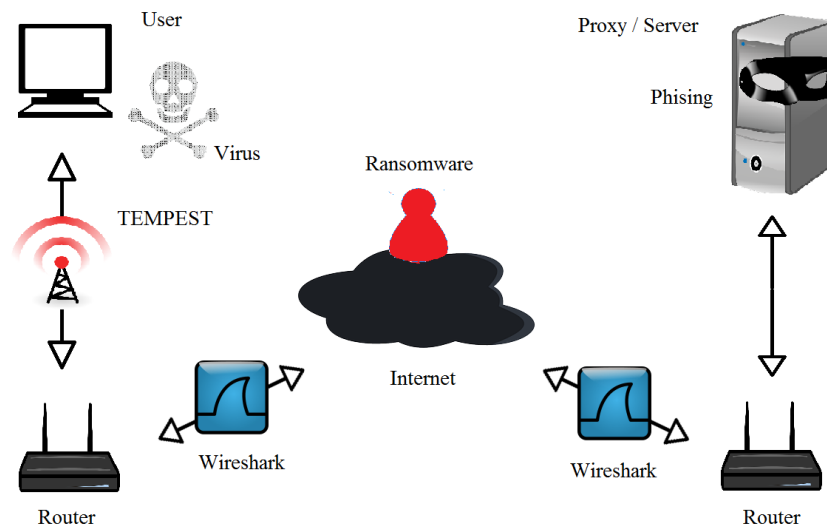 User
Proxy / Server
Phising
Virus
Ransomware
TEMPEST
Internet
Wireshark
Wireshark
Router
Router